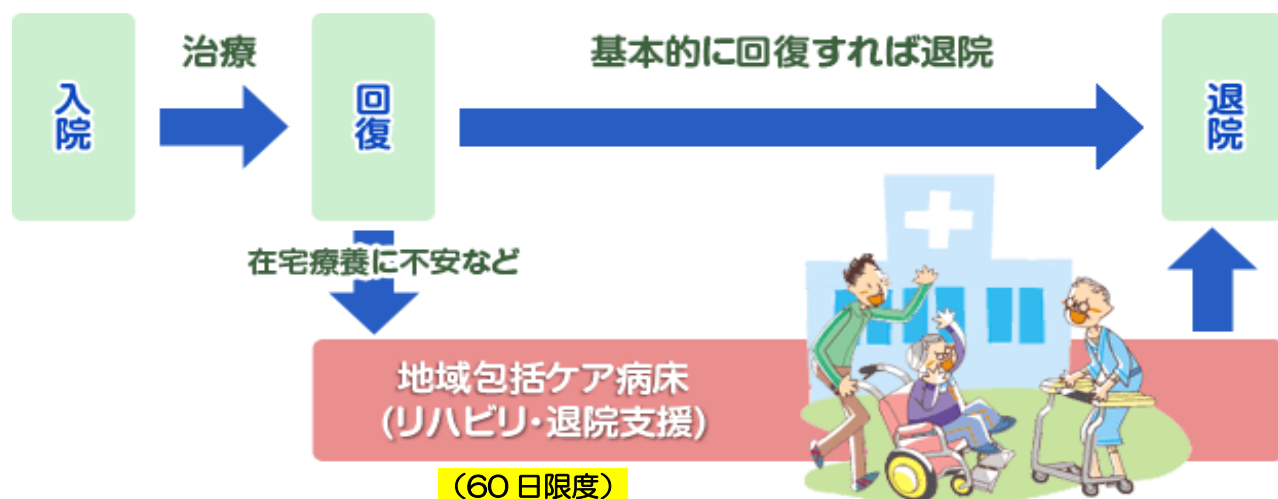 治療
基本的に回復すれば退院
入院
回復
退院
在宅療養に不安など
地域包括ケア病床
(リハビリ・退院支援)
（60日限度）